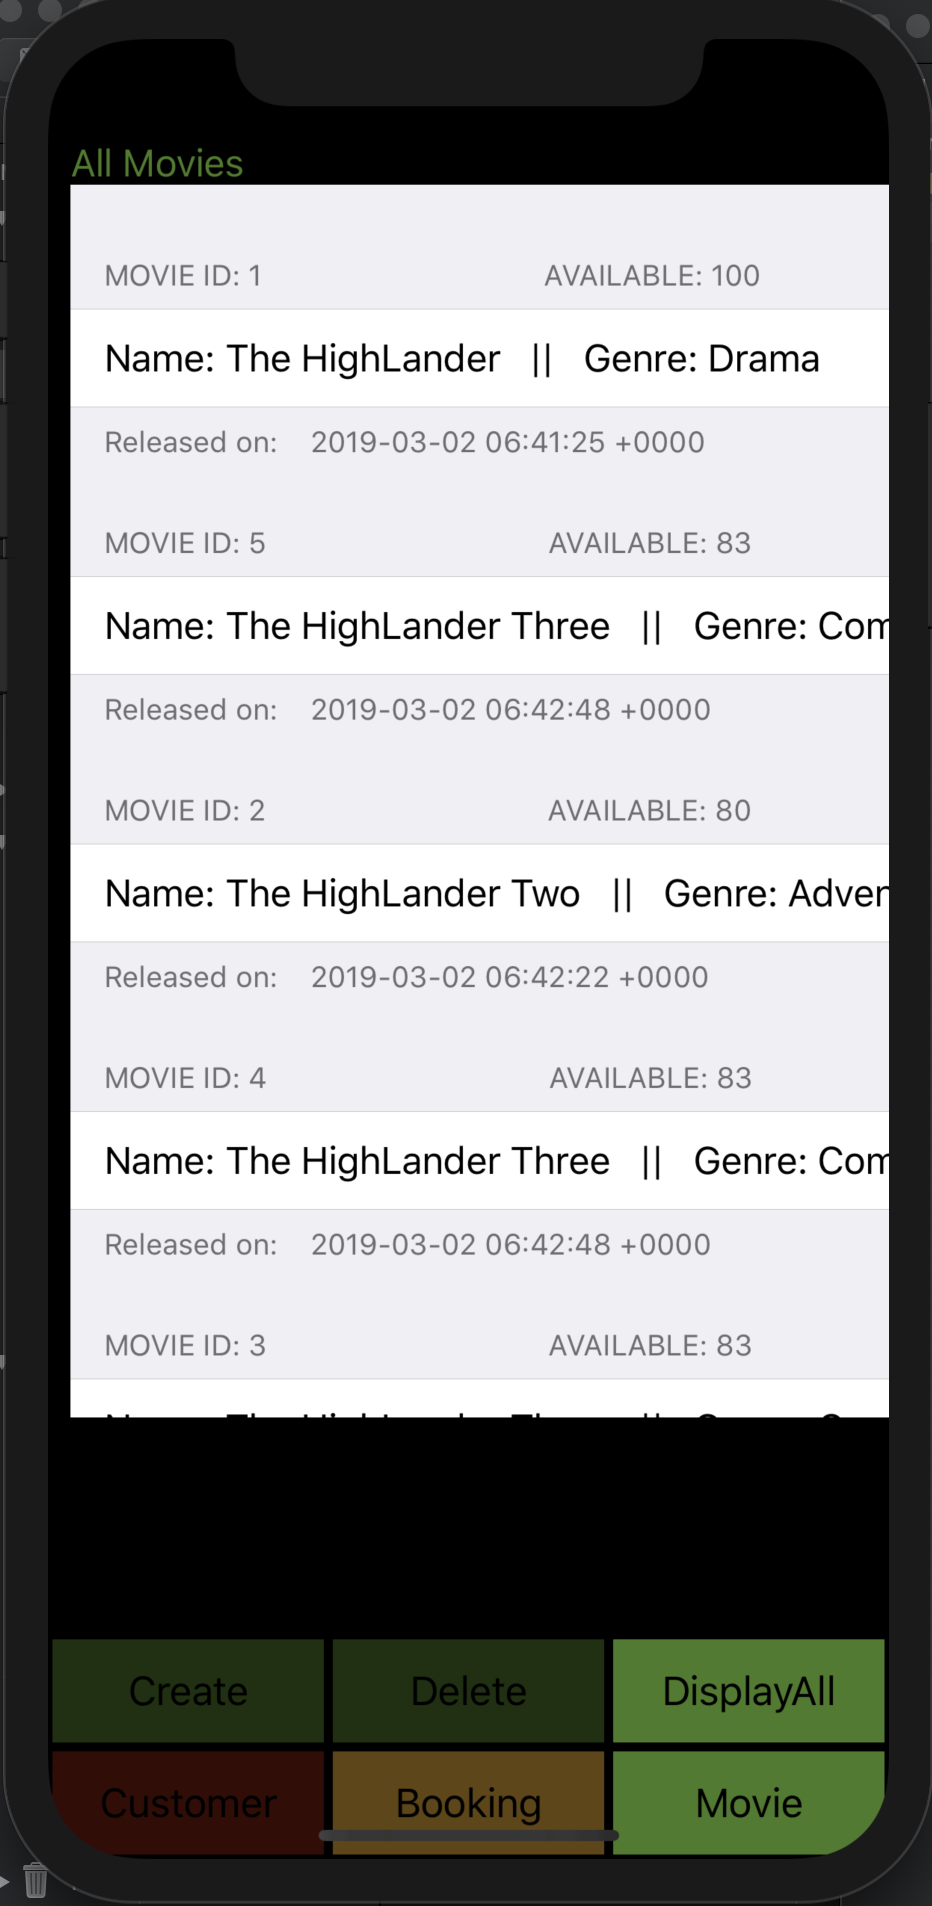 All Movies
MOVIE ID: 1 AVAILABLE: 100
Name: The HighLander || Genre: Drama
Released on: 2019-03-02 06:41:25 +0000
MOVIE ID: 5 AVAILABLE: 83
Name: The HighLander Three || Genre: Com
Released on: 2019-03-02 06:42:48 +0000
MOVIE ID: 2 AVAILABLE: 80
Name: The HighLander Two || Genre: Adven
Released on: 2019-03-02 06:42:22 +0000
MOVIE ID: 4 AVAILABLE: 83
Name: The HighLander Three || Genre: Com
Released on: 2019-03-02 06:42:48 +0000
MOVIE ID: 3 AVAILABLE: 83
Create Delete DisplayAll
Customer Booking Movie